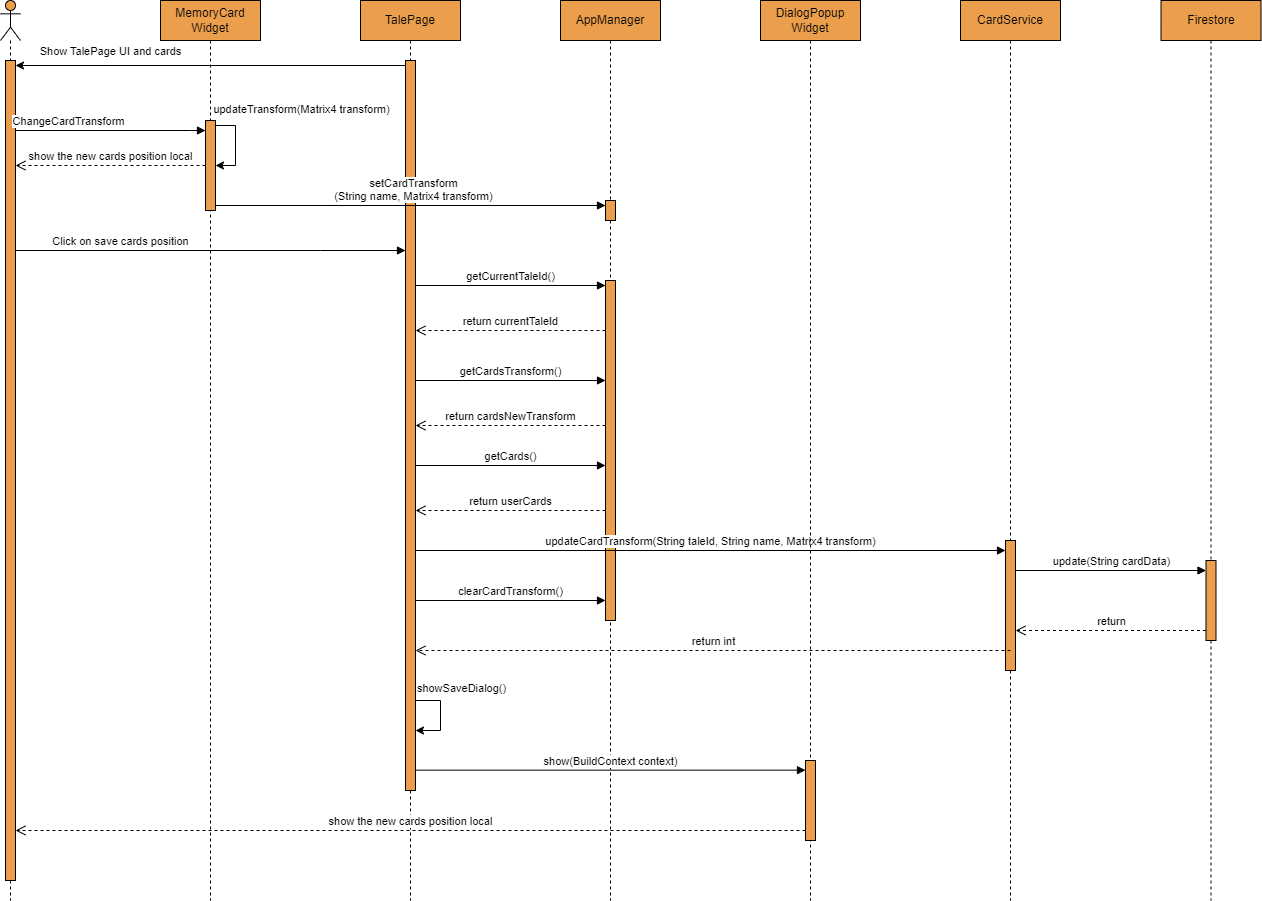 MemoryCard
Widget
TalePage
AppManager
DialogPopup
Widget
CardService
Firestore
Show TalePage UI and cards
updateTransform(Matrix4 transform)
ChangeCardTransform
show the new cards position local
setCardTransform
(String name, Matrix4 transform)
Click on save cards position
getCurrentTaleId()
return currentTaleId
getCardsTransform()
return cardsNewTransform
getCards()
return userCards
updateCardTransform(String taleId, String name, Matrix4 transform)
update(String cardData)
clearCardTransform()
return
return int
showSaveDialog()
show(BuildContext context)
show the new cards position local